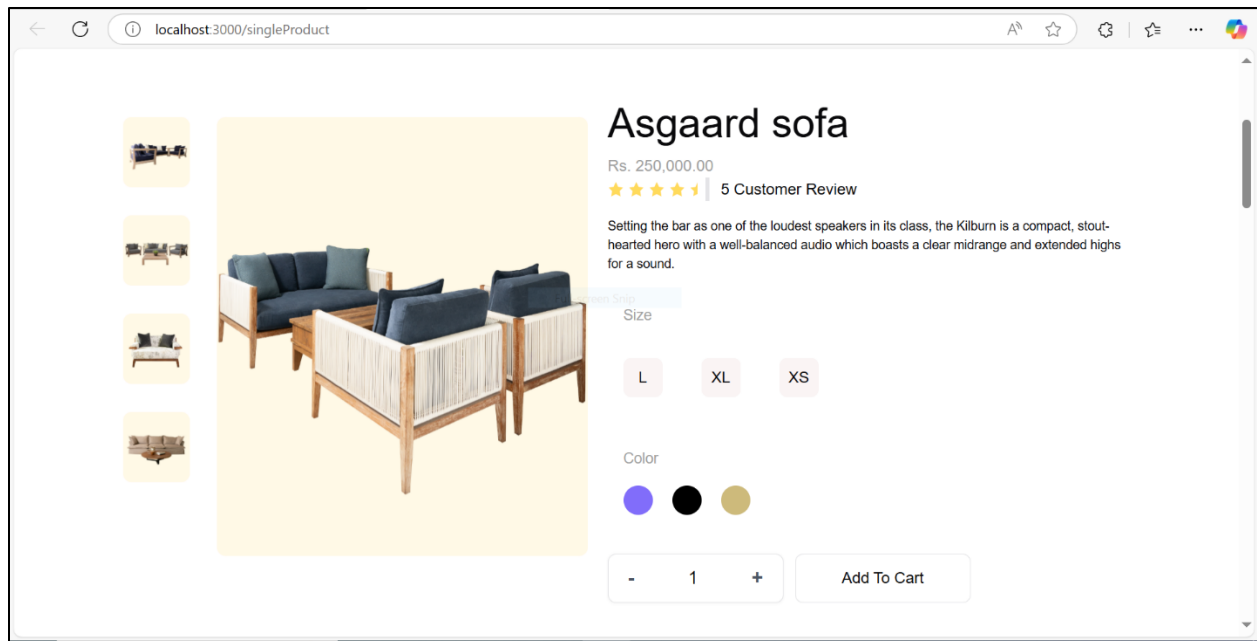 localhost:3000/singleProduct
Asgaard sofa
Rs. 250,000.00
5 Customer Review
Setting the bar as one of the loudest speakers in its class, the Kilburn is a compact, stout-
hearted hero with a well-balanced audio which boasts a clear midrange and extended highs
for a sound.
Snip
Size
L XL XS
Color
- 1 +
Add To Cart